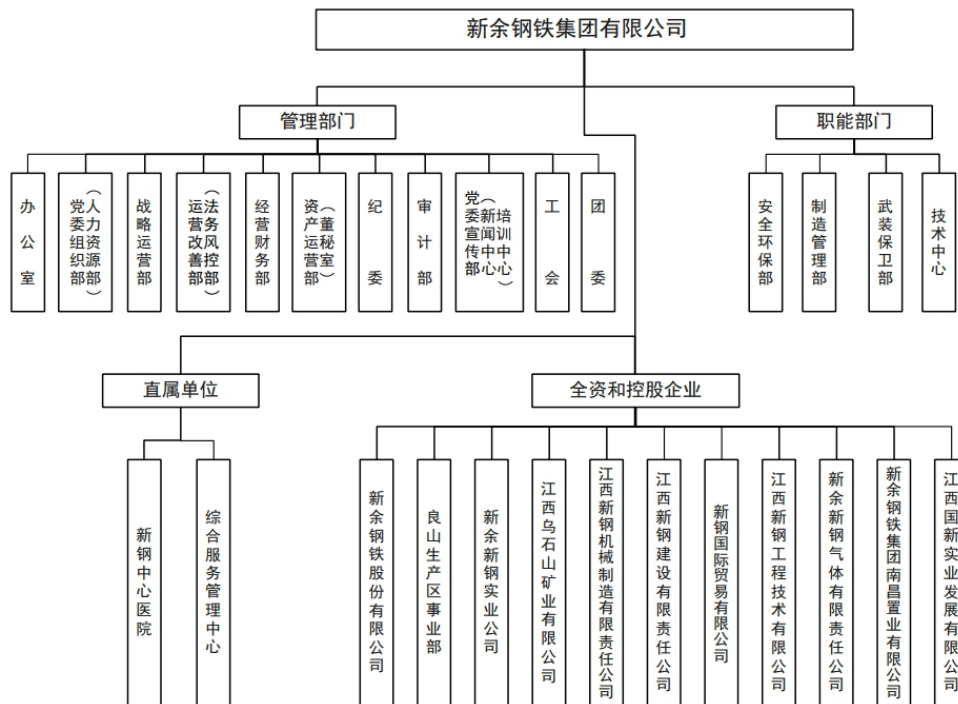 新余钢铁集团有限公司
管理部门
职能部门
办公室
党委组织部
（人力资源部）
战略运营部
运营改善部
（法务风控部）
经营财务部
资产运营部
（董秘室）
纪委
审计部
党委宣传部
（新闻中心
培训中心）
工会
团委
安全环保部
制造管理部
武装保卫部
技术中心
直属单位
全资和控股企业
新钢中心医院
综合服务管理中心
新余钢铁股份有限公司
良山生产区事业部
新余新钢实业公司
江西乌石山矿业有限公司
江西新钢机械制造有限责任公司
江西新钢建设有限责任公司
新钢国际贸易有限公司
江西新钢工程技术有限公司
新余新钢气体有限责任公司
新余钢铁集团南昌置业有限公司
江西国新实业发展有限公司